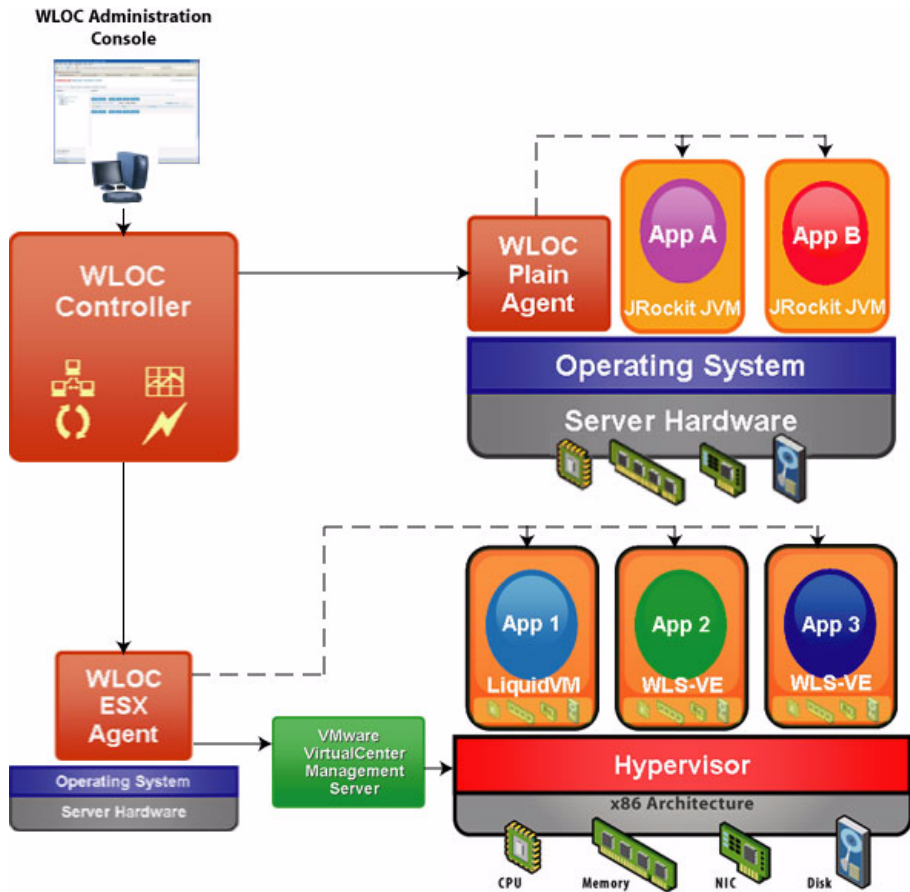 WLOC Administration
Console
WLOC
Controller
WLOC
Plain
Agent
App A
JRockit JVM
App B
JRockit JVM
Operating System
Server Hardware
WLOC
ESX
Agent
Operating System
Server Hardware
VMware
VirtualCenter
Management
Server
App 1
LiquidVM
App 2
WLS-VE
App 3
WLS-VE
Hypervisor
x86 Architecture
CPU
Memory
NIC
Disk